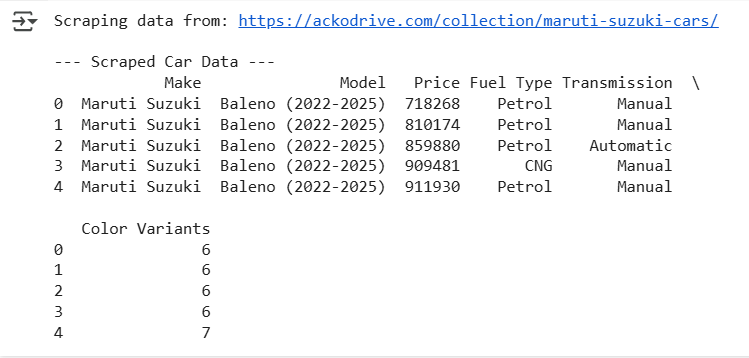 Scraping data from: https://ackodrive.com/collection/maruti-suzuki-cars/
--- Scraped Car Data ---
Make Model Price Fuel Type Transmission \
0 Maruti Suzuki Baleno (2022-2025) 718268 Petrol Manual
1 Maruti Suzuki Baleno (2022-2025) 810174 Petrol Manual
2 Maruti Suzuki Baleno (2022-2025) 859880 Petrol Automatic
3 Maruti Suzuki Baleno (2022-2025) 909481 CNG Manual
4 Maruti Suzuki Baleno (2022-2025) 911930 Petrol Manual
Color Variants
0 6
1 6
2 6
3 6
4 7